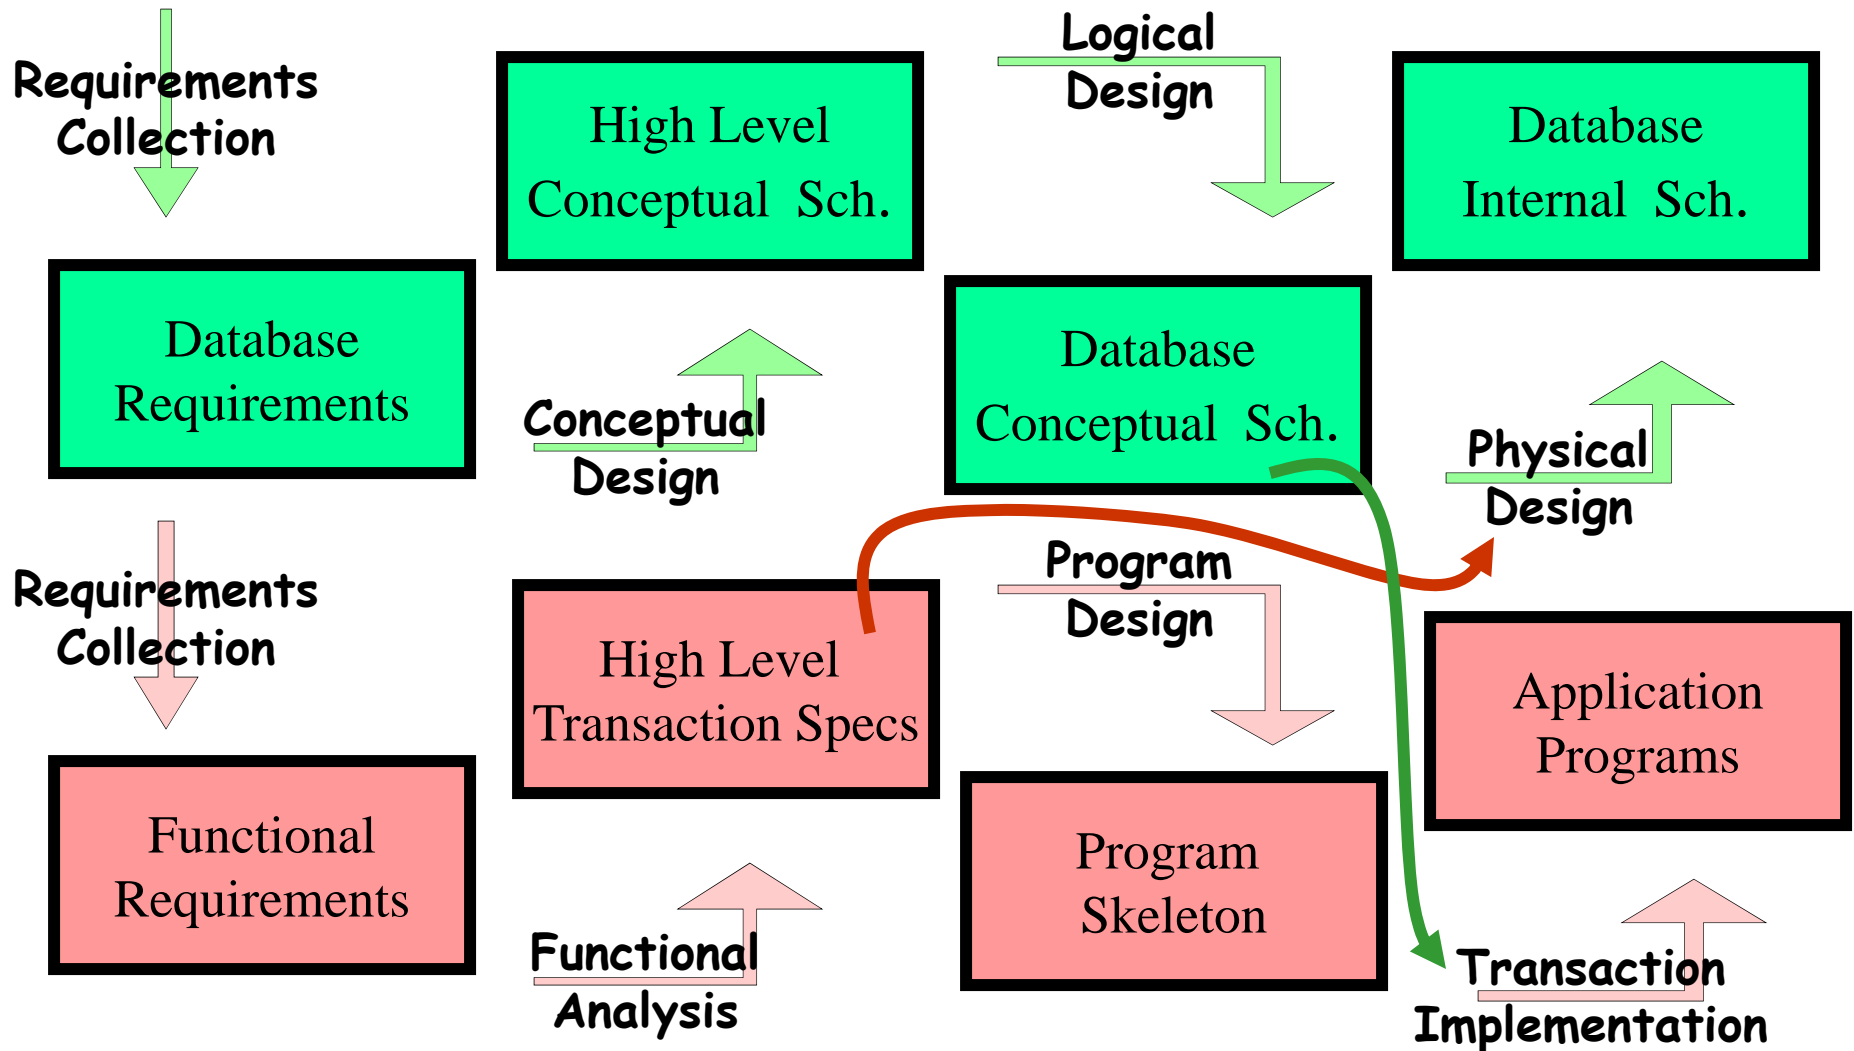 Requirements
Collection
High Level
Conceptual Sch.
Logical
Design
Database
Internal Sch.
Database
Requirements
Conceptual
Design
Database
Conceptual Sch.
Physical
Design
Requirements
Collection
High Level
Transaction Specs
Program
Design
Application
Programs
Functional
Requirements
Functional
Analysis
Program
Skeleton
Transaction
Implementation